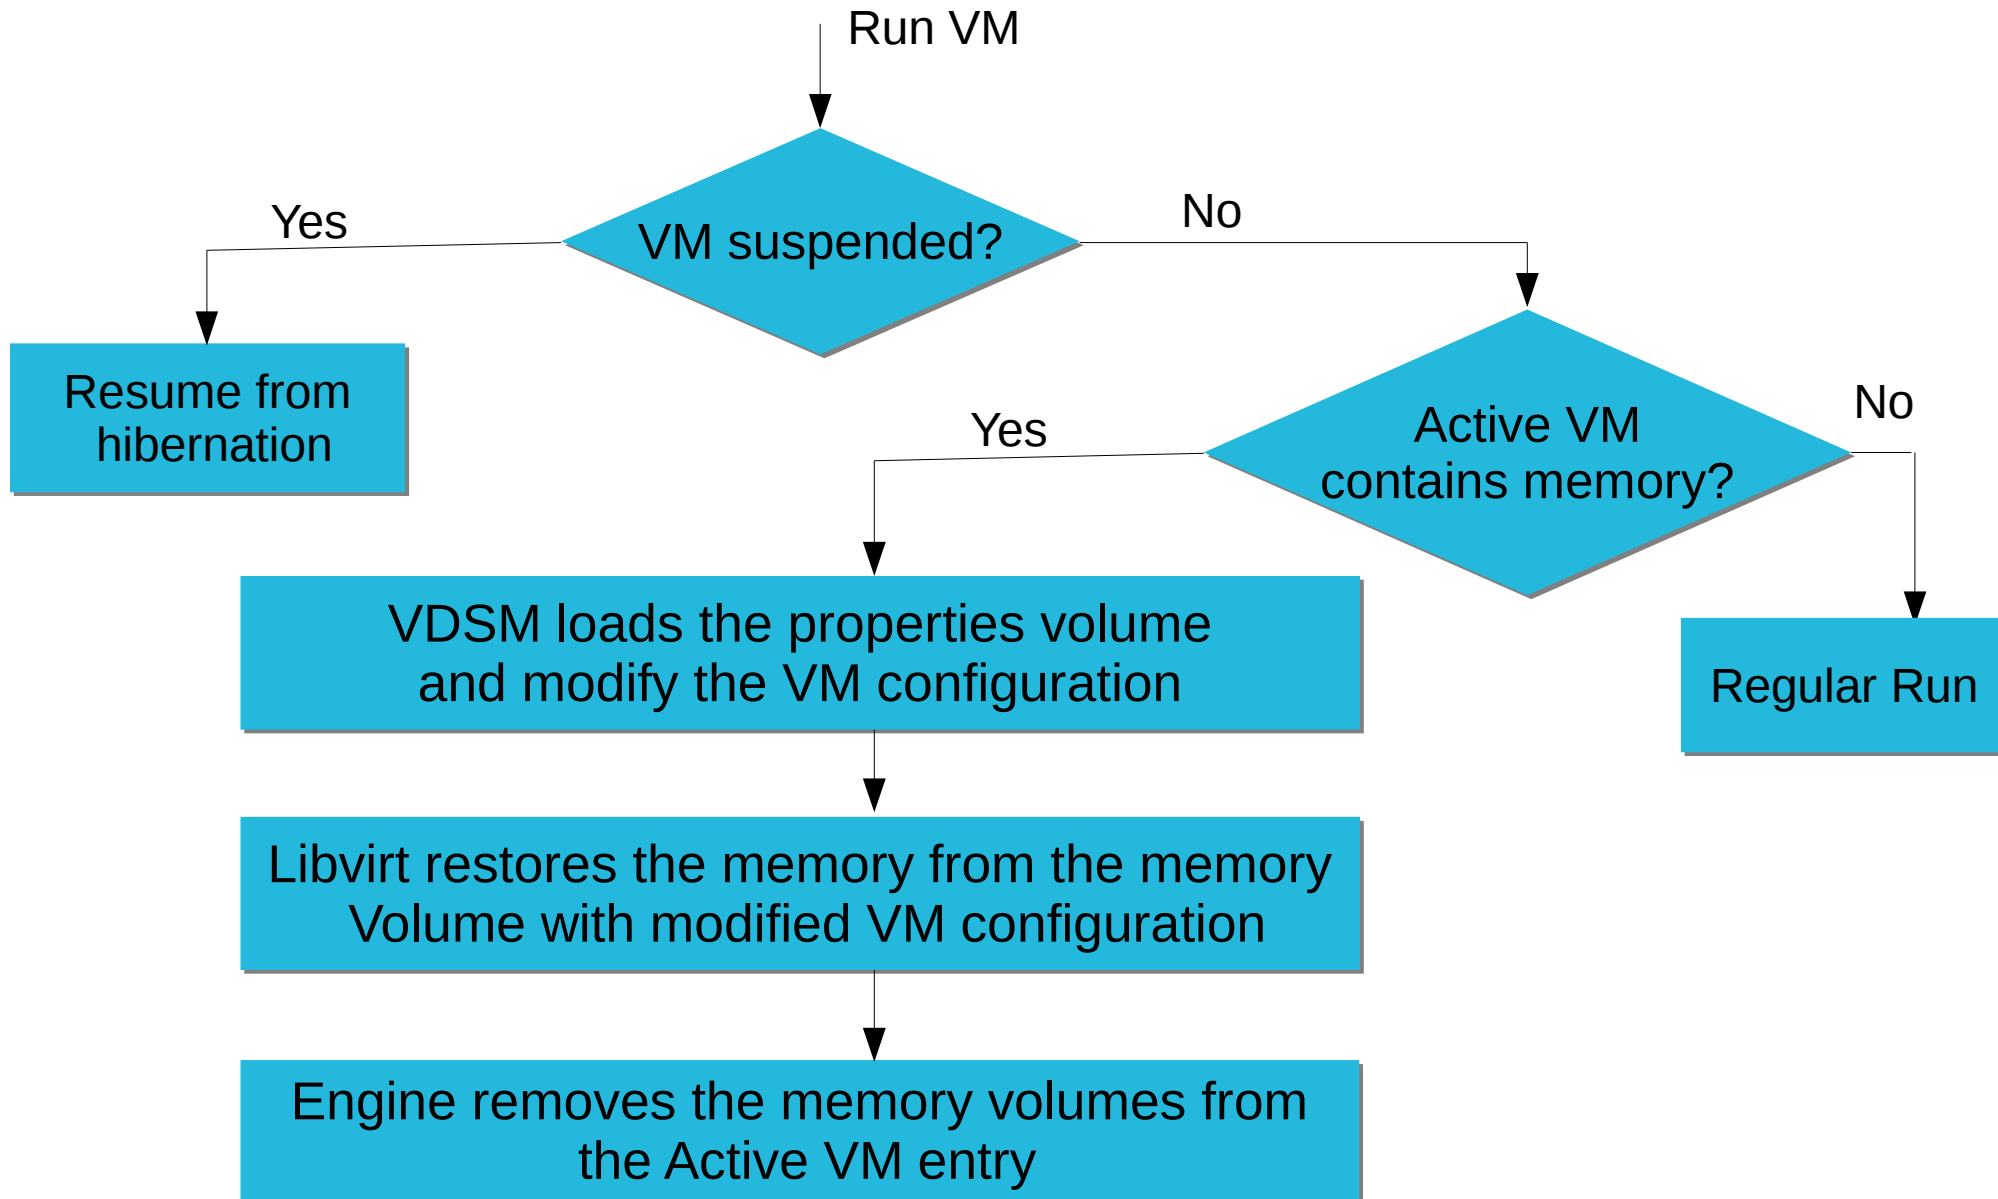 Run VM
VM suspended?
Yes
No
Resume from
hibernation
Active VM
contains memory?
Yes
No
VDSM loads the properties volume
and modify the VM configuration
Regular Run
Libvirt restores the memory from the memory
Volume with modified VM configuration
Engine removes the memory volumes from
the Active VM entry